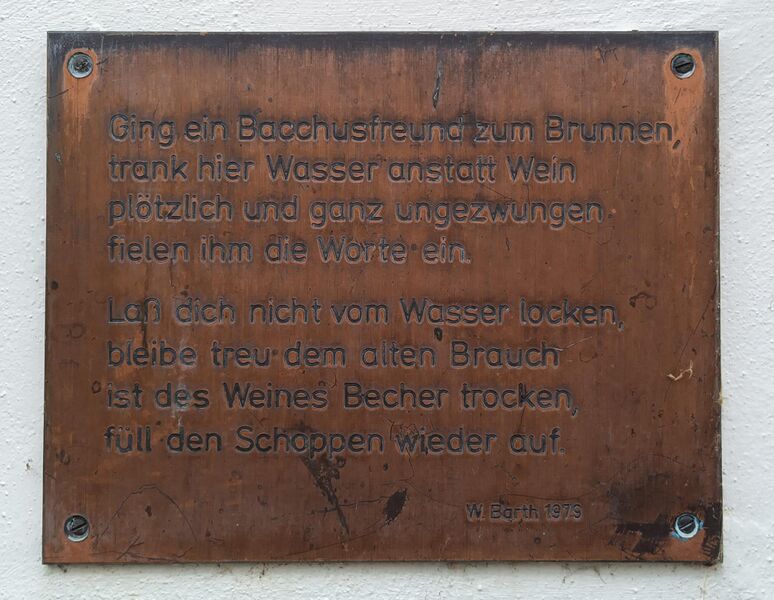 Ging ein Bacchusfreund zum Brunnen,
trank hier Wasser anstatt Wein
plötzlich und ganz ungezwungen
fielen ihm die Worte ein.
Laß dich nicht vom Wasser locken,
bleibe treu dem alten Brauch
ist des Weines Becher trocken,
füll den Schoppen wieder auf.
W. Barth 1979